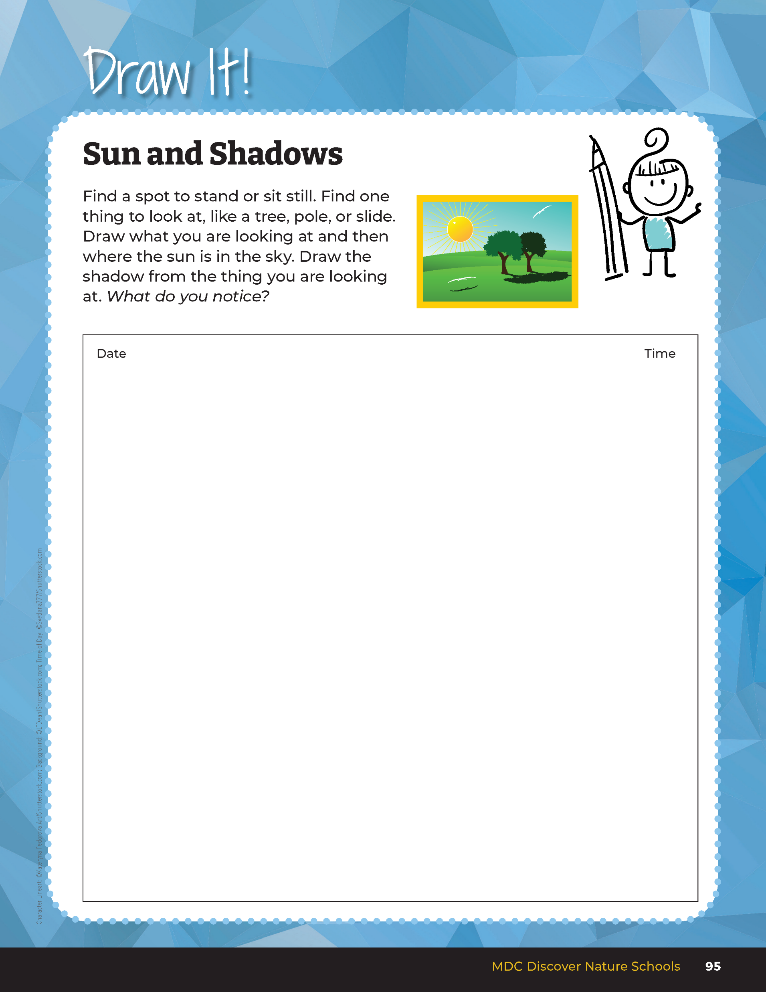 Draw It!
Sun and Shadows
Find a spot to stand or sit still. Find one
thing to look at, like a tree, pole, or slide.
Draw what you are looking at and then
where the sun is in the sky. Draw the
shadow from the thing you are looking
at. What do you notice?
Date Time
MDC Discover Nature Schools 95